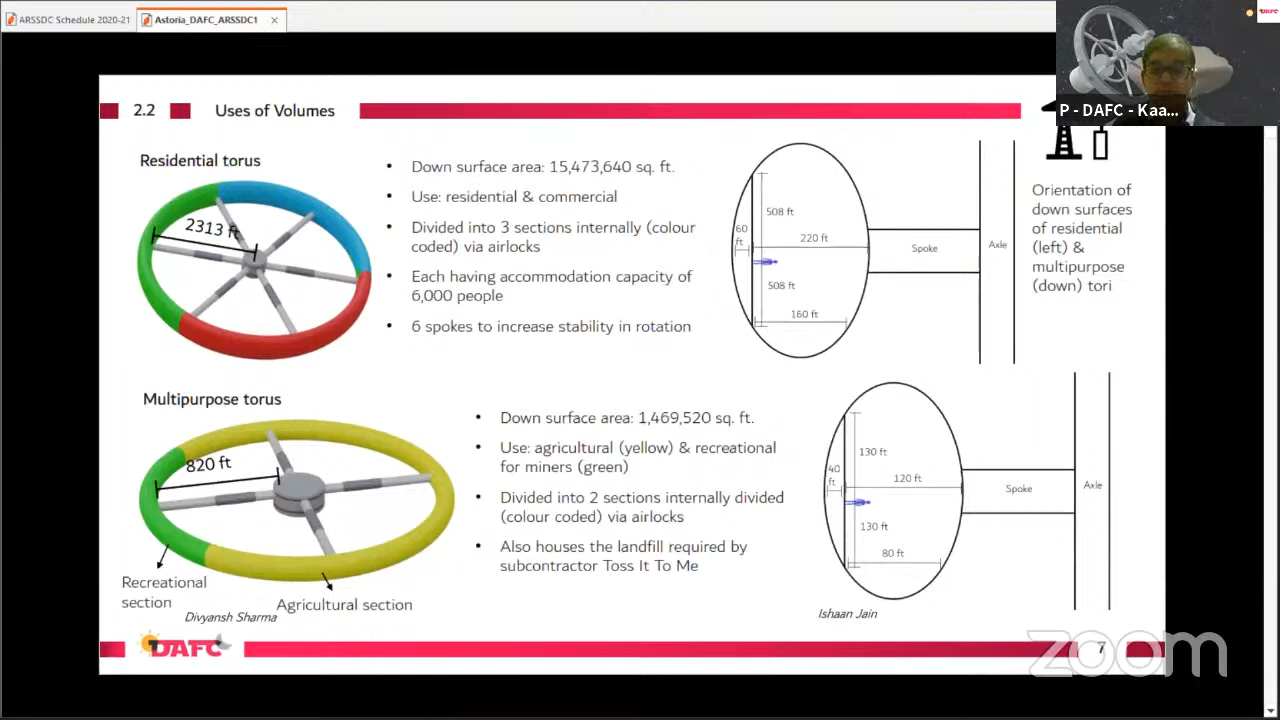 ARSSDC Schedule 2020-21
Astoria_DAFC_ARSSDC1
DAFC
P - DAFC - Kaa...
2.2
Uses of Volumes
Residential torus
2313 ft
• Down surface area: 15,473,640 sq. ft.
• Use: residential & commercial
• Divided into 3 sections internally (colour
coded) via airlocks
• Each having accommodation capacity of
6,000 people
• 6 spokes to increase stability in rotation
508 ft
60
ft
220 ft
508 ft
160 ft
Spoke
Axle
Orientation of
down surfaces
of residential
(left) &
multipurpose
(down) tori
Multipurpose torus
820 ft
Recreational
section
Agricultural section
Divyansh Sharma
• Down surface area: 1,469,520 sq. ft.
• Use: agricultural (yellow) & recreational
for miners (green)
• Divided into 2 sections internally divided
(colour coded) via airlocks
• Also houses the landfill required by
subcontractor Toss It To Me
130 ft
40
ft
120 ft
130 ft
80 ft
Spoke
Axle
Ishaan Jain
DAFC
7
zoom